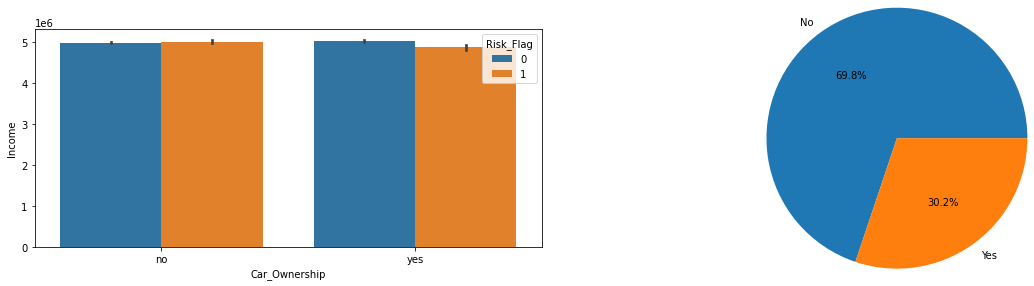 1e6
5
4
3
2
1
0
Income
no
yes
Car_Ownership
Risk_Flag
0
1
No
69.8%
30.2%
Yes